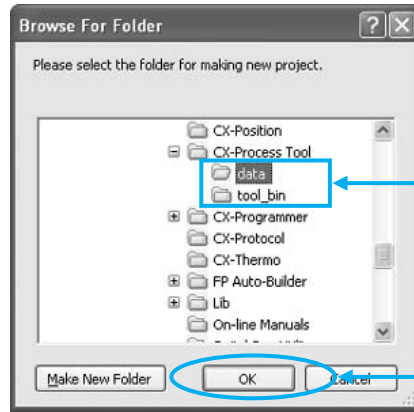 Browse For Folder
Please select the folder for making new project.
CX-Position
CX-Process Tool
data
tool_bin
CX-Programmer
CX-Protocol
CX-Thermo
FP Auto-Builder
Lib
On-line Manuals
Make New Folder
OK
Cancel